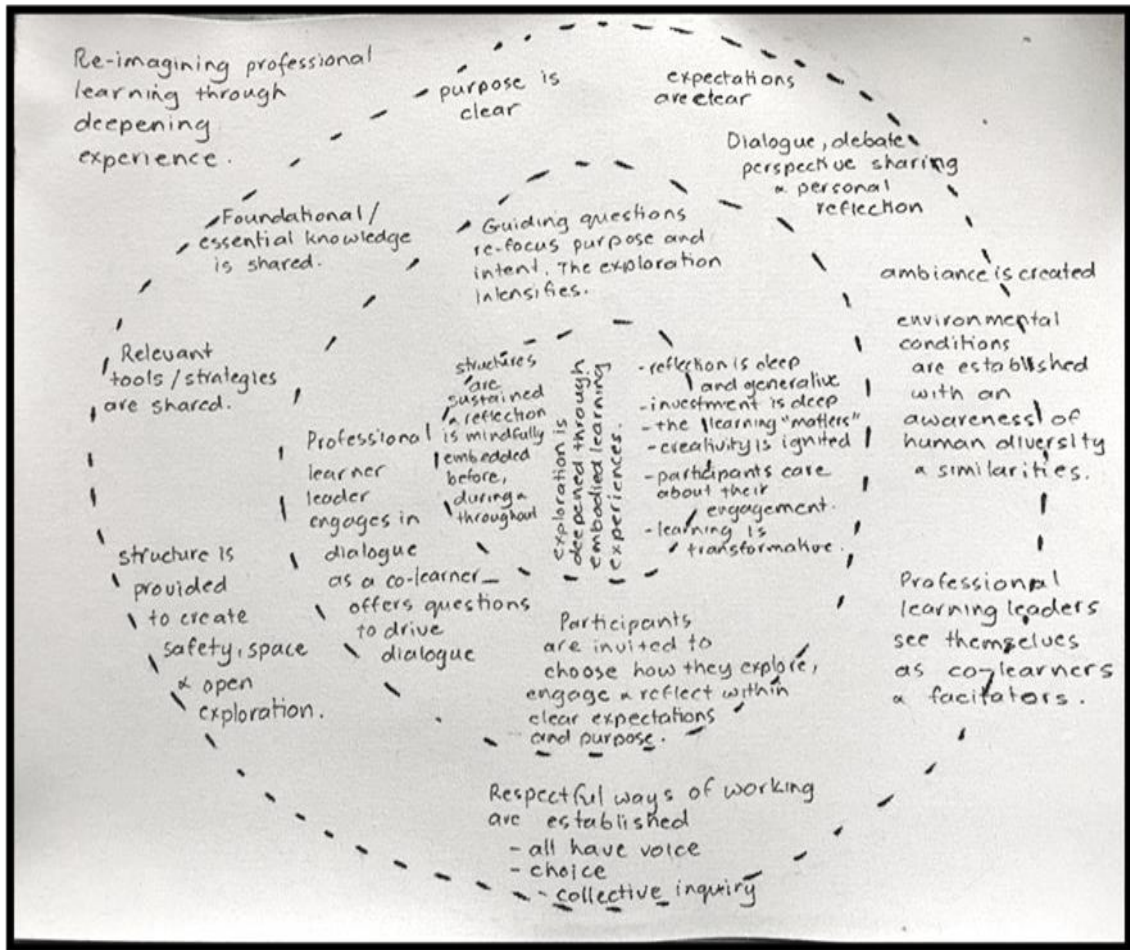 Re-imagining professional
learning through
deepening
experience.
purpose is
clear
expectations
are clear
Dialogue, debate
perspective sharing
& personal
reflection
ambiance is created
environmental
conditions
are established
with an
awareness of
human diversity
& similarities.
Professional
learning leaders
see themselves
as co-learners
& facitators.
Respectful ways of working
are established
- all have voice
- choice
- collective inquiry
structure is
provided
to create
safety, space
& open
exploration.
Relevant
tools/strategies
are shared.
Foundational/
essential knowledge
is shared.
Guiding questions
re-focus purpose and
intent. The exploration
intensifies.
Participants
are invited to
choose how they explore,
engage & reflect within
clear expectations
and purpose.
Professional
learner
leader
engages in
dialogue
as a co-learner_
offers questions
to drive
dialogue
structures
are
sustained
& reflection
is mindfully
embedded
before,
during &
throughout
exploration is
deepened through
embodied learning
experiences.
- reflection is deep
and generative
- investment is deep
- the learning "matters"
- creativity is ignited
- participants care
about their
engagement.
- learning is
transformative.